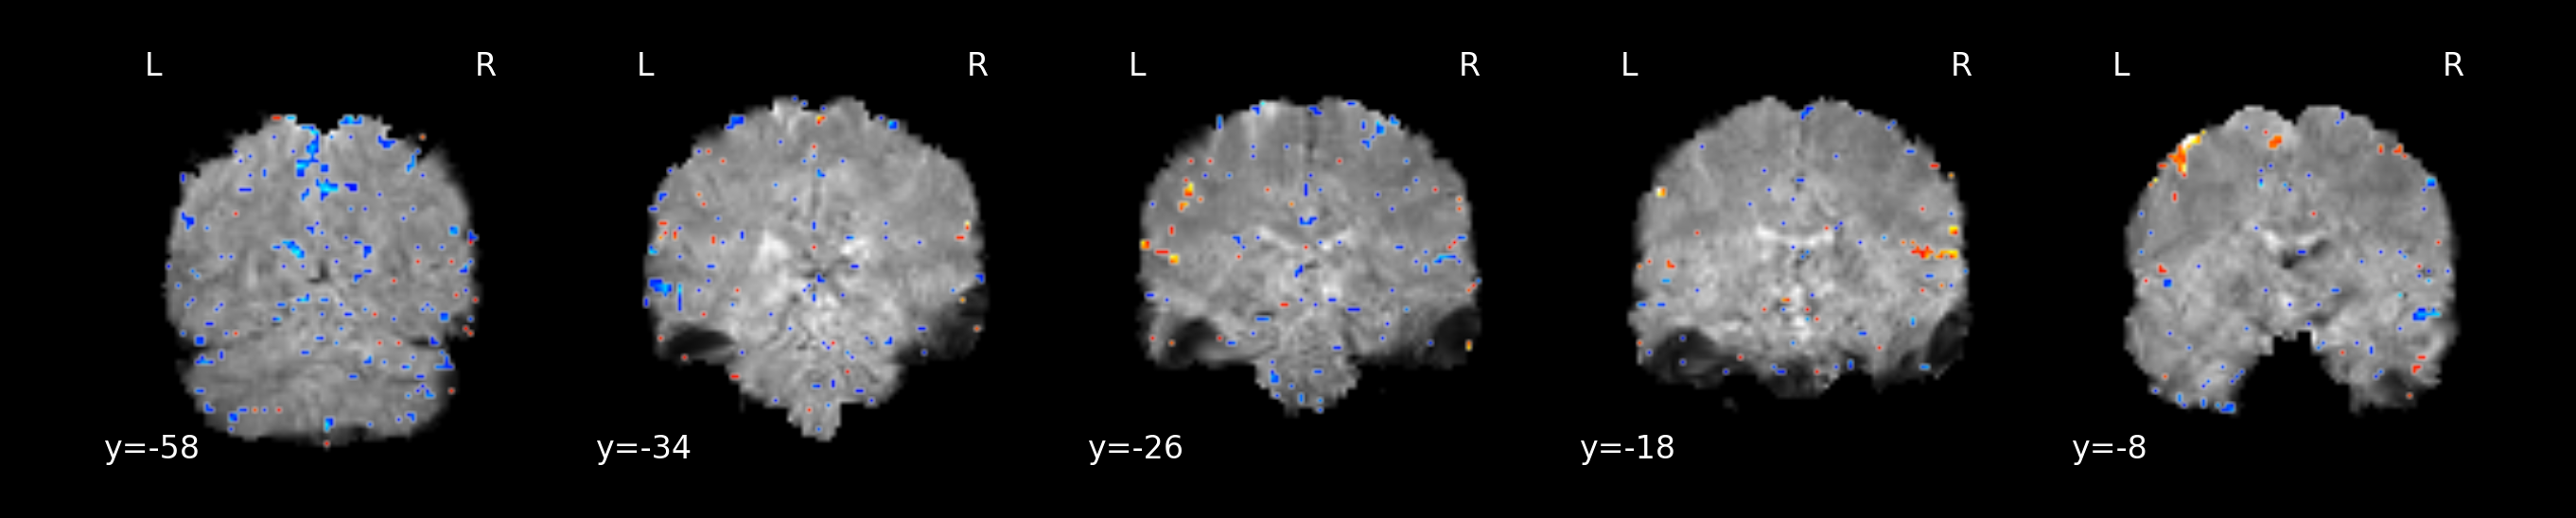 L R L R L R L R L R
y=-58 y=-34 y=-26 y=-18 y=-8